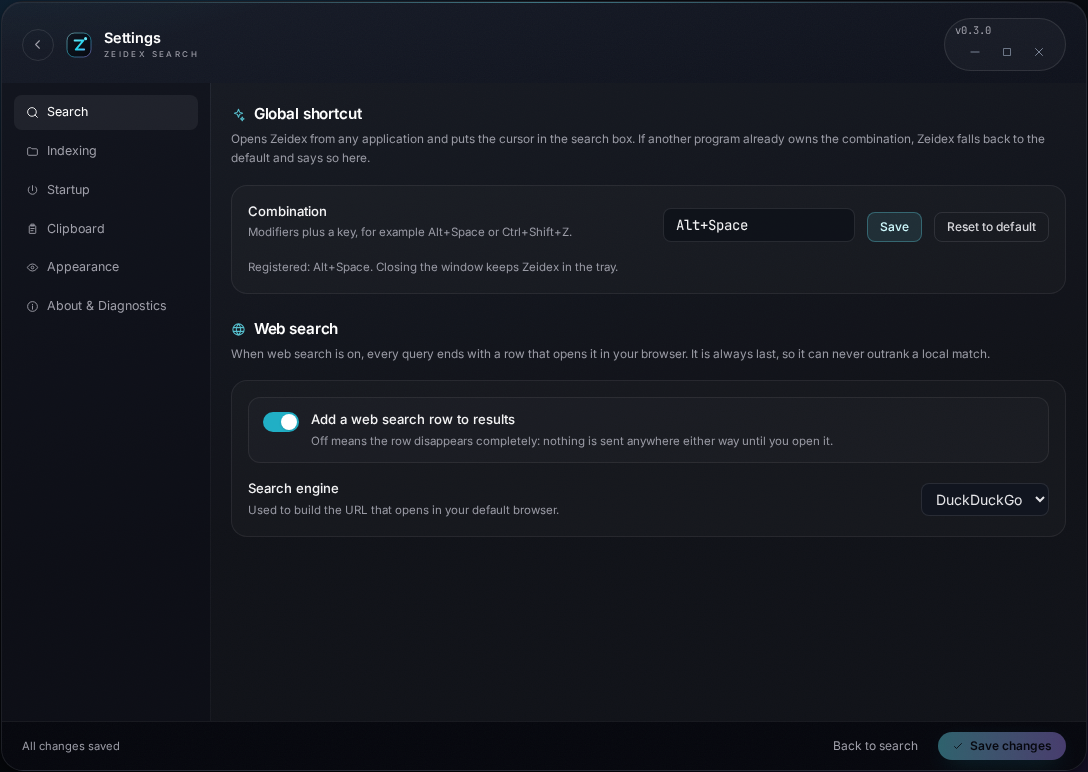 Settings
ZEIDEX SEARCH
v0.3.0
Search
Indexing
Startup
Clipboard
Appearance
About & Diagnostics
Global shortcut
Opens Zeidex from any application and puts the cursor in the search box. If another program already owns the combination, Zeidex falls back to the
default and says so here.
Combination
Modifiers plus a key, for example Alt+Space or Ctrl+Shift+Z.
Alt+Space
Save
Reset to default
Registered: Alt+Space. Closing the window keeps Zeidex in the tray.
Web search
When web search is on, every query ends with a row that opens it in your browser. It is always last, so it can never outrank a local match.
Add a web search row to results
Off means the row disappears completely: nothing is sent anywhere either way until you open it.
Search engine
Used to build the URL that opens in your default browser.
DuckDuckGo
All changes saved
Back to search
Save changes